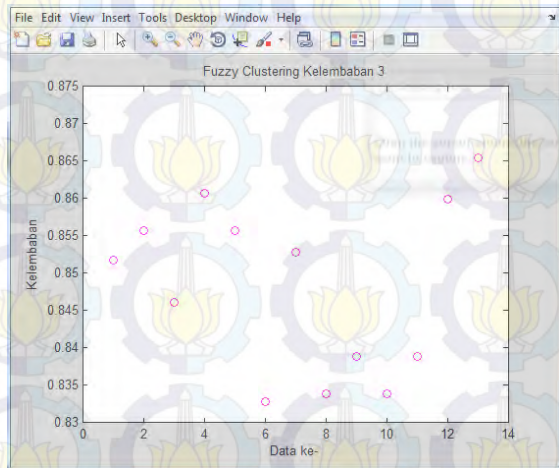 File Edit View Insert Tools Desktop Window Help
Fuzzy Clustering Kelembaban 3
0.875
0.87
0.865
0.86
0.855
0.85
0.845
0.84
0.835
0.83
Kelembaban
0 2 4 6 8 10 12 14
Data ke-